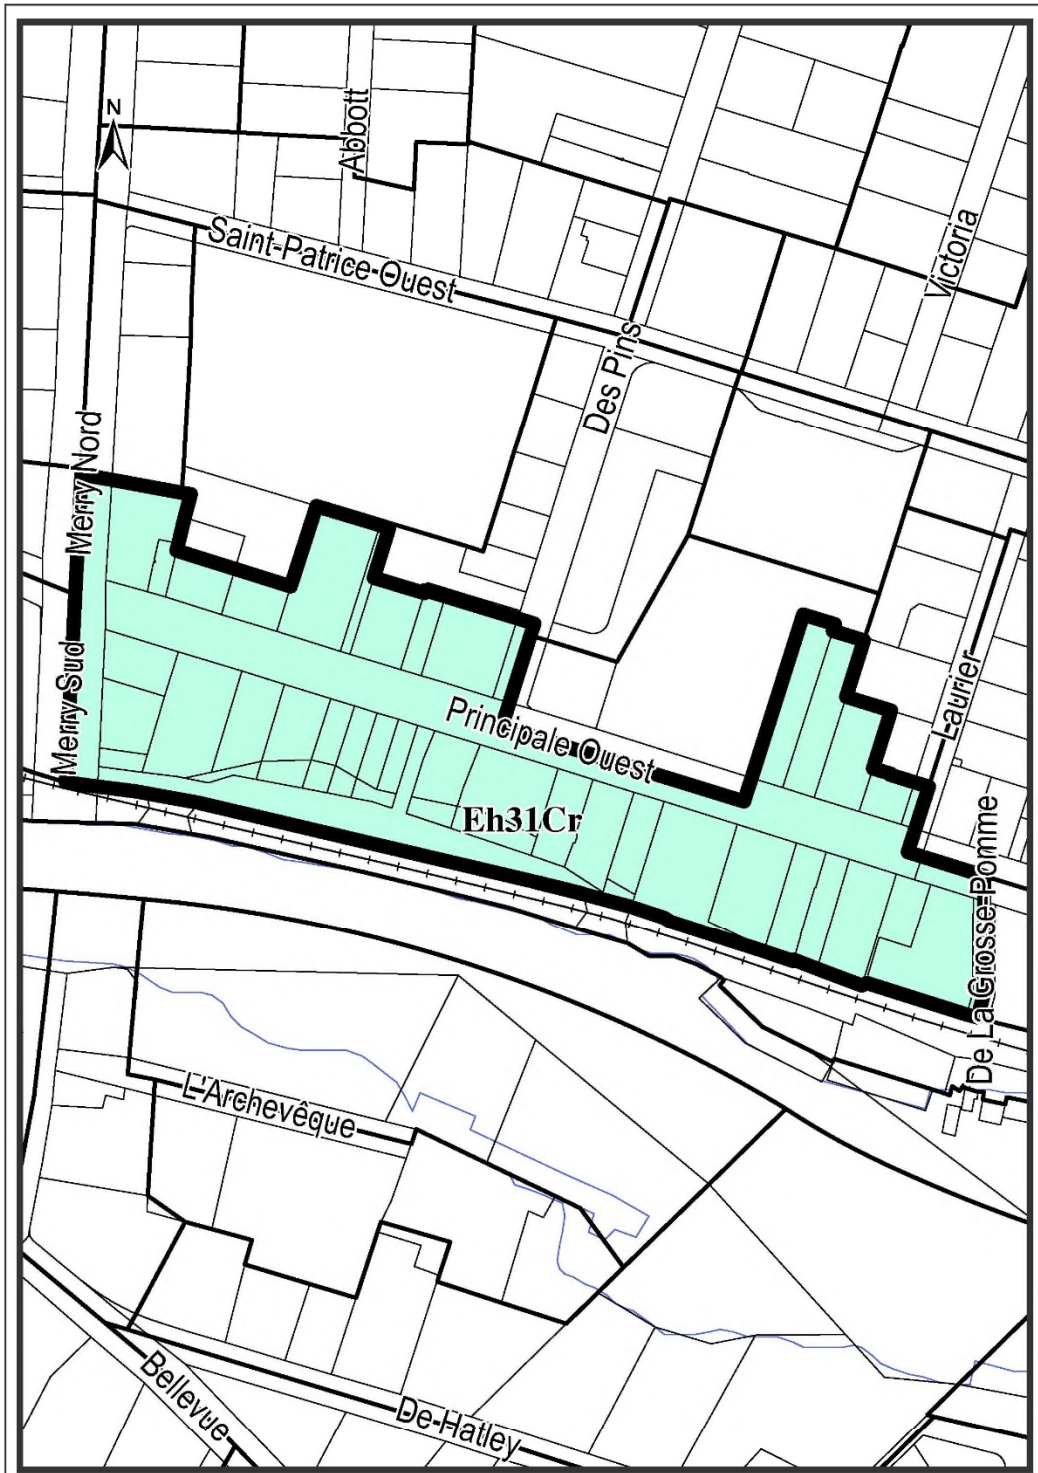 N
Abbott
Saint-Patrice-Ouest
Victoria
Des Pins
Merry Nord
Laurier
Merry Sud
Principale Ouest
Eh31Cr
De La Grosse-Pomme
L'Archevêque
Bellevue
De Hatley